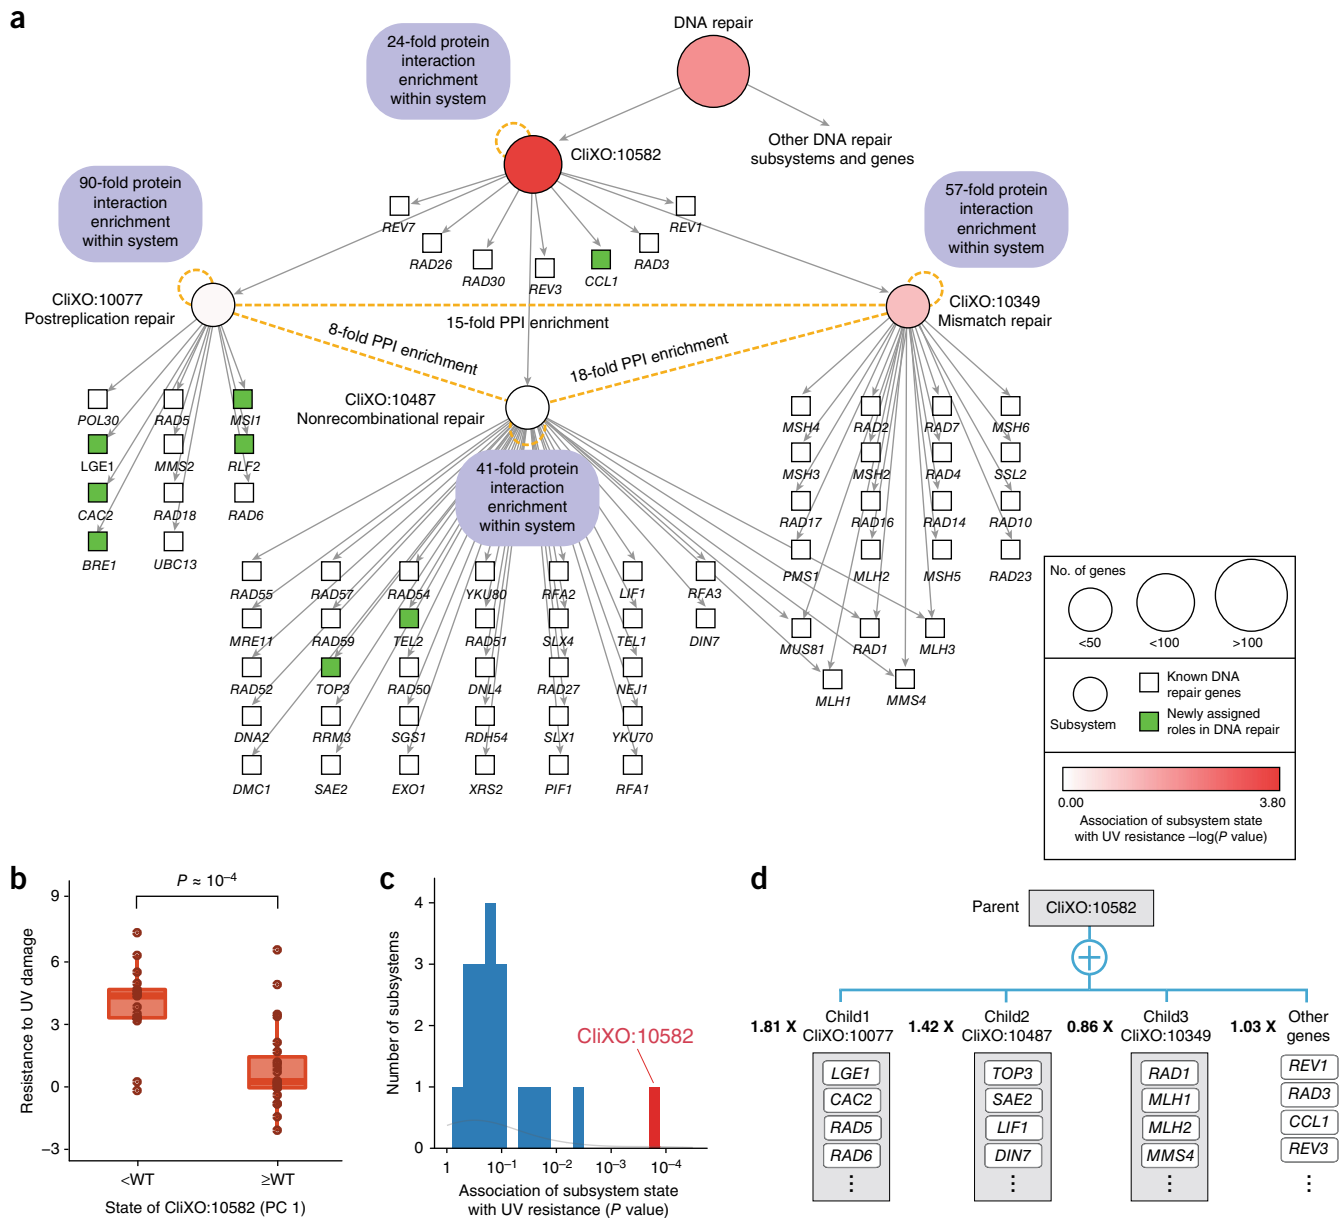 a
DNA repair
24-fold protein
interaction
enrichment
within system
CliXO:10582
Other DNA repair
subsystems and genes
90-fold protein
interaction
enrichment
within system
57-fold protein
interaction
enrichment
within system
REV7
REV1
RAD26
RAD3
RAD30
REV3
CCL1
CliXO:10077
Postreplication repair
CliXO:10349
Mismatch repair
15-fold PPI enrichment
8-fold PPI enrichment
18-fold PPI enrichment
CliXO:10487
Nonrecombinational repair
41-fold protein
interaction
enrichment
within system
POL30
RAD5
MSI1
LGE1
MMS2
RLF2
CAC2
RAD18
RAD6
BRE1
UBC13
MSH4
RAD2
RAD7
MSH6
MSH3
MSH2
RAD4
SSL2
RAD17
RAD16
RAD14
RAD10
PMS1
MLH2
MSH5
RAD23
RAD55
RAD57
RAD54
YKU80
RFA2
LIF1
RFA3
MRE11
RAD59
TEL2
RAD51
SLX4
TEL1
DIN7
MUS81
RAD1
MLH3
RAD52
TOP3
RAD50
DNL4
RAD27
NEJ1
MLH1
MMS4
DNA2
RRM3
SGS1
RDH54
SLX1
YKU70
DMC1
SAE2
EXO1
XRS2
PIF1
RFA1
No. of genes
<50
<100
>100
Subsystem
Known DNA
repair genes
Newly assigned
roles in DNA repair
0.00
3.80
Association of subsystem state
with UV resistance –log(P value)
b
P ≈ 10⁻⁴
9
6
3
0
–3
Resistance to UV damage
<WT
≥WT
State of CliXO:10582 (PC 1)
c
4
3
2
1
0
Number of subsystems
CliXO:10582
1
10⁻¹
10⁻²
10⁻³
10⁻⁴
Association of subsystem state
with UV resistance (P value)
d
Parent
CliXO:10582
1.81 X
Child1
CliXO:10077
1.42 X
Child2
CliXO:10487
0.86 X
Child3
CliXO:10349
1.03 X
Other
genes
LGE1
CAC2
RAD5
RAD6
⋮
TOP3
SAE2
LIF1
DIN7
⋮
RAD1
MLH1
MLH2
MMS4
⋮
REV1
RAD3
CCL1
REV3
⋮